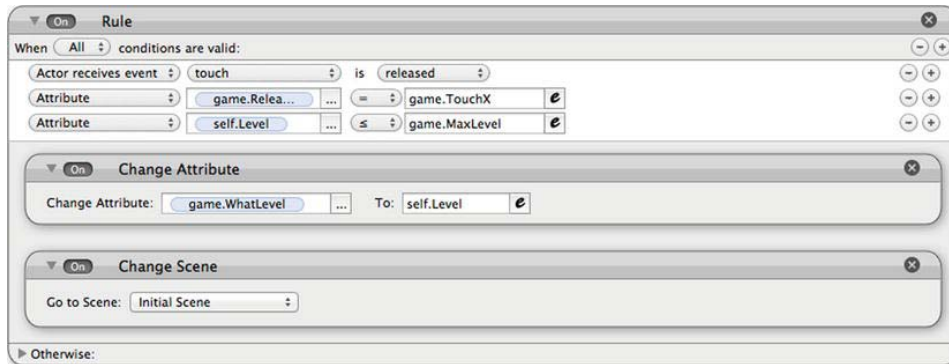 On Rule
When All conditions are valid:
Actor receives event touch is released
Attribute game.Relea... ... = game.TouchX e
Attribute self.Level ... ≤ game.MaxLevel e
On Change Attribute
Change Attribute: game.WhatLevel ... To: self.Level e
On Change Scene
Go to Scene: Initial Scene
Otherwise: